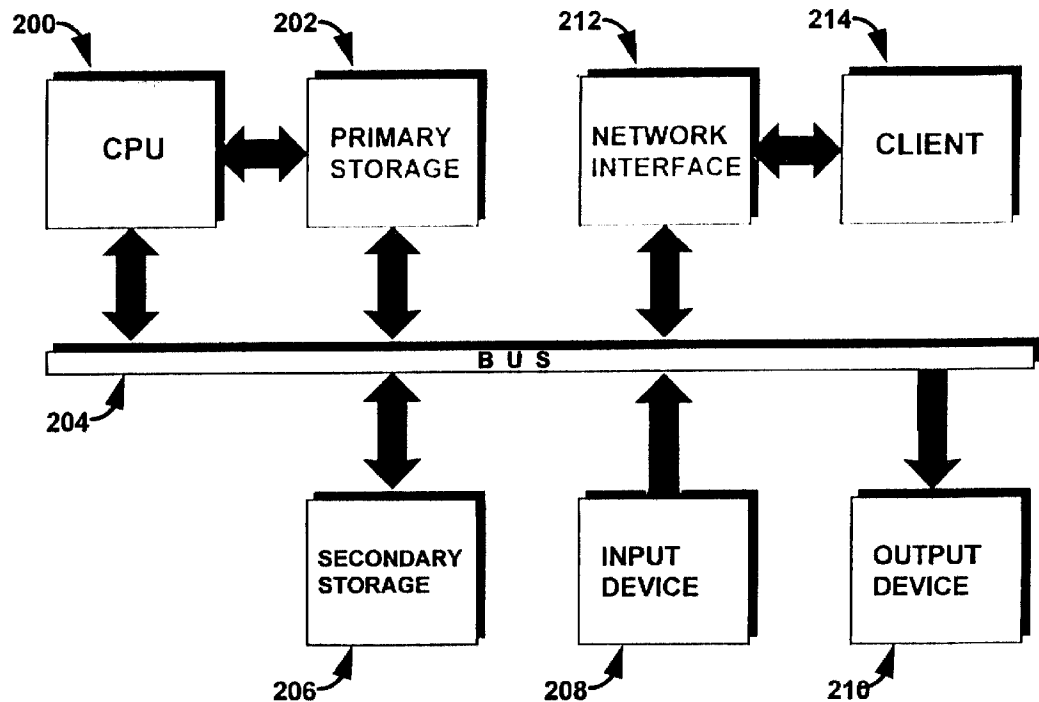 200
202
212
214
CPU
PRIMARY
STORAGE
NETWORK
INTERFACE
CLIENT
B U S
204
SECONDARY
STORAGE
INPUT
DEVICE
OUTPUT
DEVICE
206
208
210